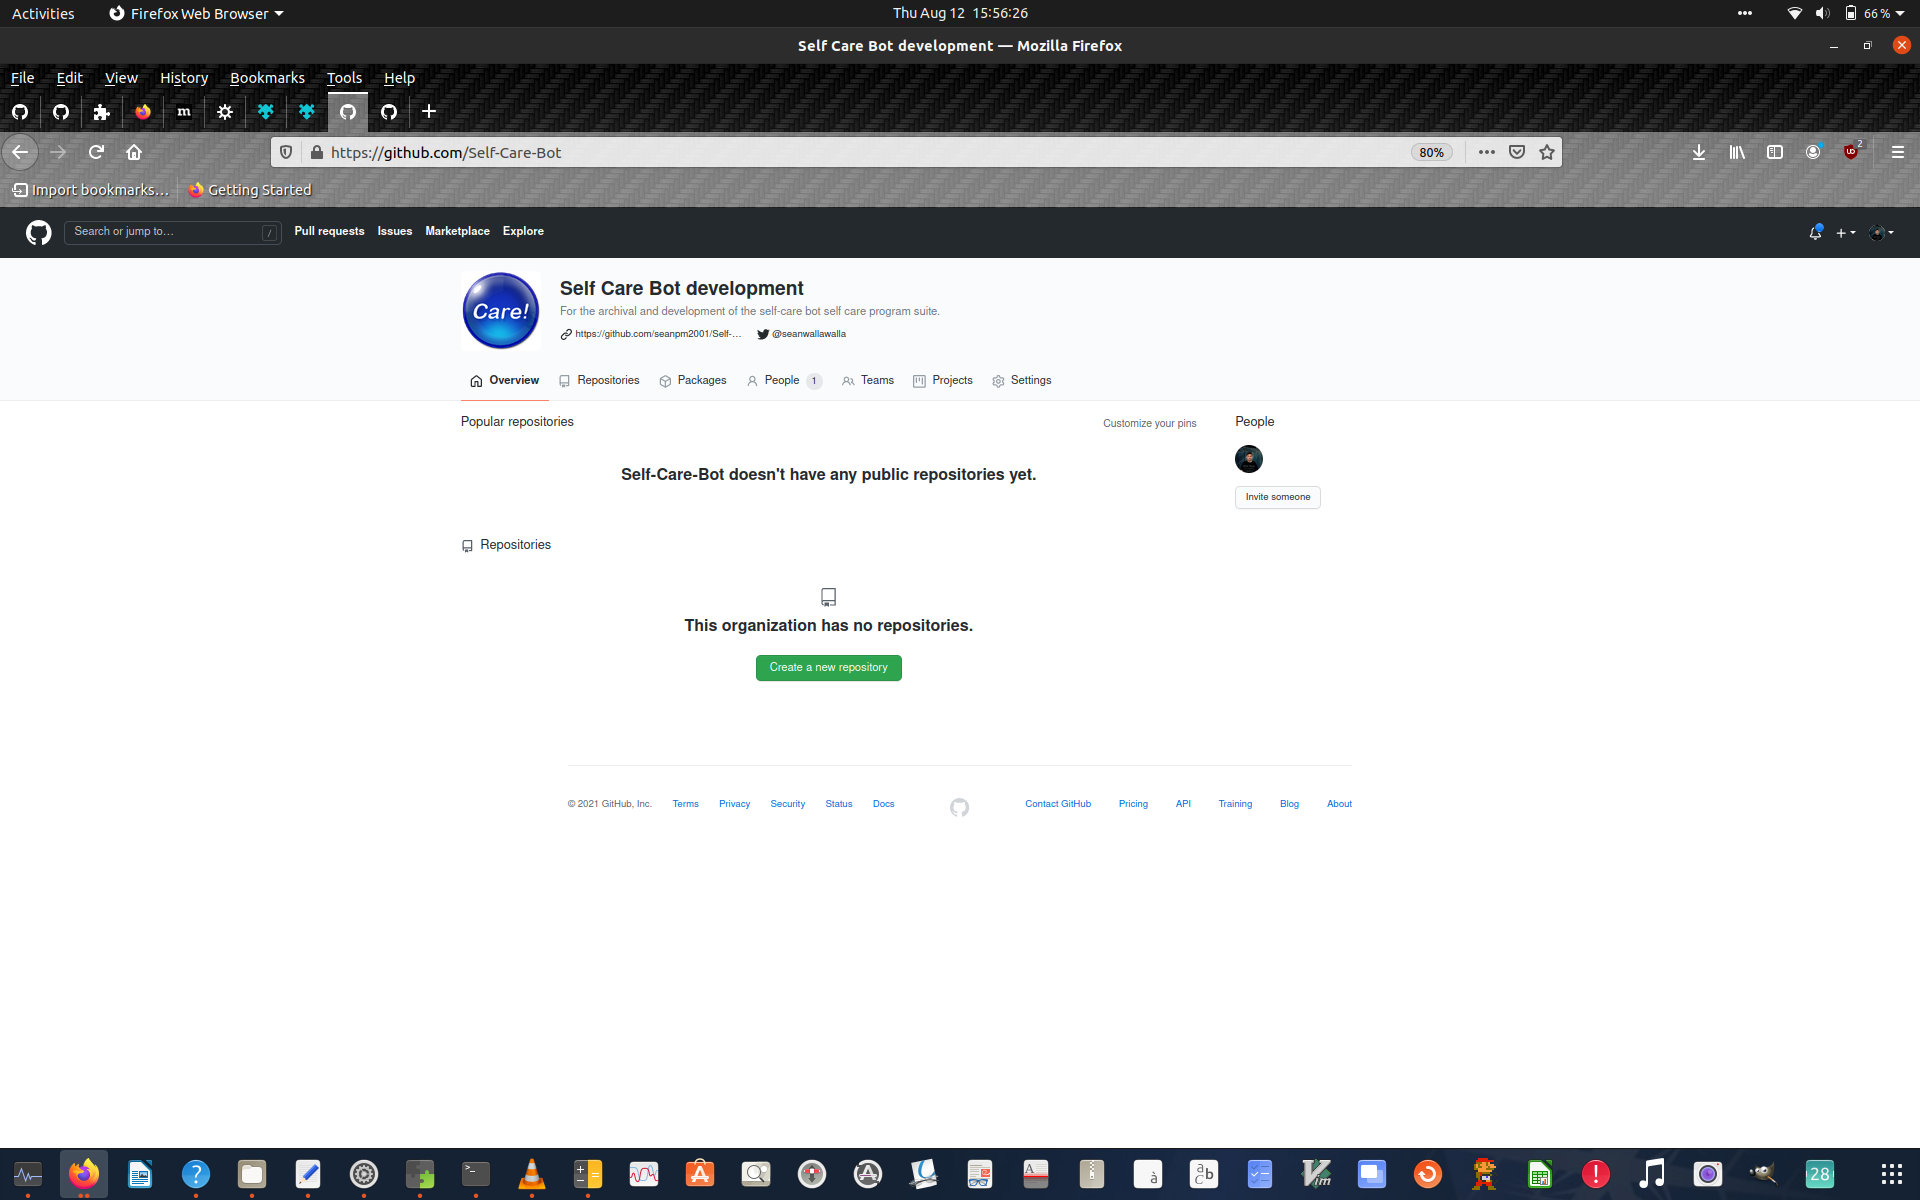 Activities Firefox Web Browser Thu Aug 12 15:56:26 66 %
Self Care Bot development — Mozilla Firefox
File Edit View History Bookmarks Tools Help
m
https://github.com/Self-Care-Bot 80% 2
Import bookmarks... Getting Started
Search or jump to... / Pull requests Issues Marketplace Explore
Care!
Self Care Bot development
For the archival and development of the self-care bot self care program suite.
https://github.com/seanpm2001/Self-... @seanwallawalla
Overview Repositories Packages People 1 Teams Projects Settings
Popular repositories Customize your pins People
Self-Care-Bot doesn't have any public repositories yet.
Invite someone
Repositories
This organization has no repositories.
Create a new repository
© 2021 GitHub, Inc. Terms Privacy Security Status Docs Contact GitHub Pricing API Training Blog About
28